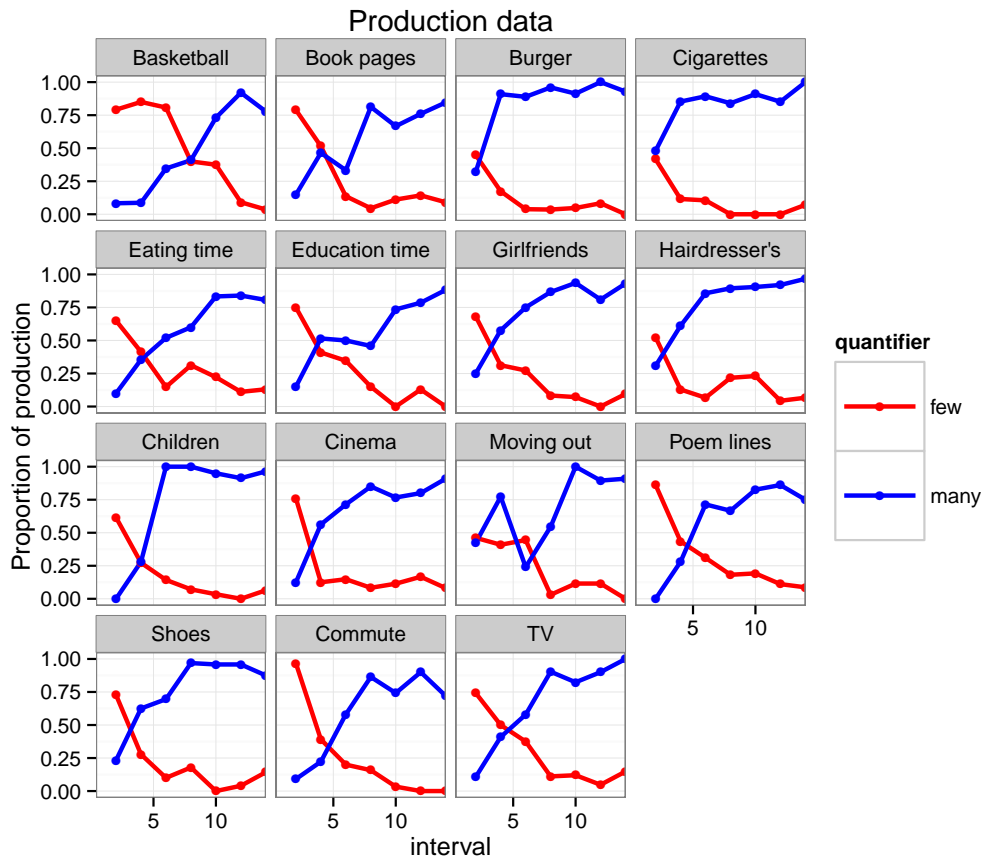 Production data
Basketball Book pages Burger Cigarettes
1.00
0.75
0.50
0.25
0.00
Eating time Education time Girlfriends Hairdresser's
1.00
0.75
0.50
0.25
0.00
Children Cinema Moving out Poem lines
1.00
0.75
0.50
0.25
0.00
5 10
Shoes Commute TV
1.00
0.75
0.50
0.25
0.00
5 10 5 10 5 10
interval
Proportion of production
quantifier
few
many